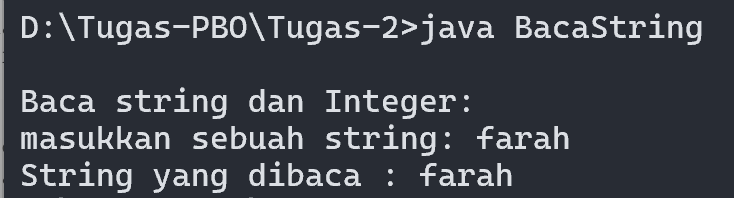 D:\Tugas-PBO\Tugas-2>java BacaString
Baca string dan Integer:
masukkan sebuah string: farah
String yang dibaca : farah